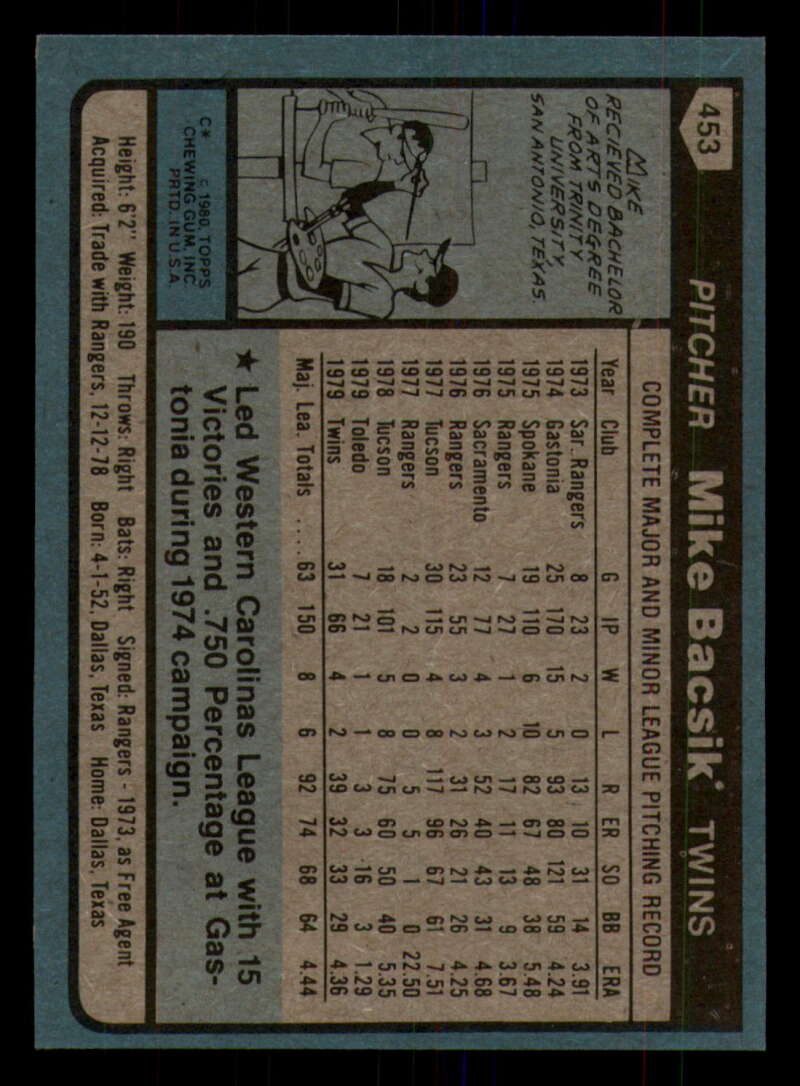 453
PITCHER Mike Bacsik TWINS
MIKE
RECIEVED BACHELOR
OF ARTS DEGREE
FROM TRINITY
UNIVERSITY,
SAN ANTONIO, TEXAS.
C* © 1980 TOPPS
CHEWING GUM, INC.
PRTD. IN U.S.A.
COMPLETE MAJOR AND MINOR LEAGUE PITCHING RECORD
Year Club G IP W L R ER SO BB ERA
1973 Sar. Rangers 8 23 2 0 13 10 31 14 3.91
1974 Gastonia 25 170 15 5 93 80 121 59 4.24
1975 Spokane 19 110 6 10 82 67 48 38 5.48
1975 Rangers 7 27 1 2 17 11 13 9 3.67
1976 Sacramento 12 77 4 3 52 40 43 31 4.68
1976 Rangers 23 55 3 2 31 26 21 26 4.25
1977 Tucson 30 115 4 8 117 96 67 61 7.51
1977 Rangers 2 2 0 0 5 5 1 0 22.50
1978 Tucson 18 101 5 8 75 60 50 40 5.35
1979 Toledo 7 21 1 1 3 3 16 3 1.29
1979 Twins 31 66 4 2 39 32 33 29 4.36
Maj. Lea. Totals .... 63 150 8 6 92 74 68 64 4.44
★ Led Western Carolinas League with 15
Victories and .750 Percentage at Gas-
tonia during 1974 campaign.
Height: 6'2" Weight: 190 Throws: Right Bats: Right Signed: Rangers - 1973, as Free Agent
Acquired: Trade with Rangers, 12-12-78 Born: 4-1-52, Dallas, Texas Home: Dallas, Texas